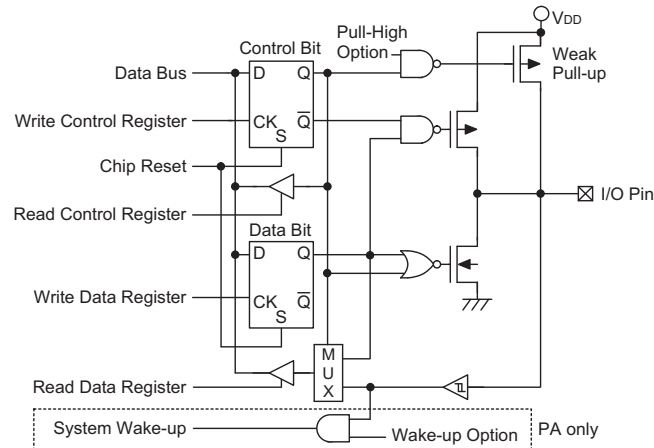 VDD
Pull-High
Option
Control Bit
Weak
Pull-up
Data Bus
D
Q
Write Control Register
CK
Q
S
Chip Reset
I/O Pin
Read Control Register
Data Bit
D
Q
Write Data Register
CK
Q
S
M
U
X
Read Data Register
System Wake-up
Wake-up Option
PA only